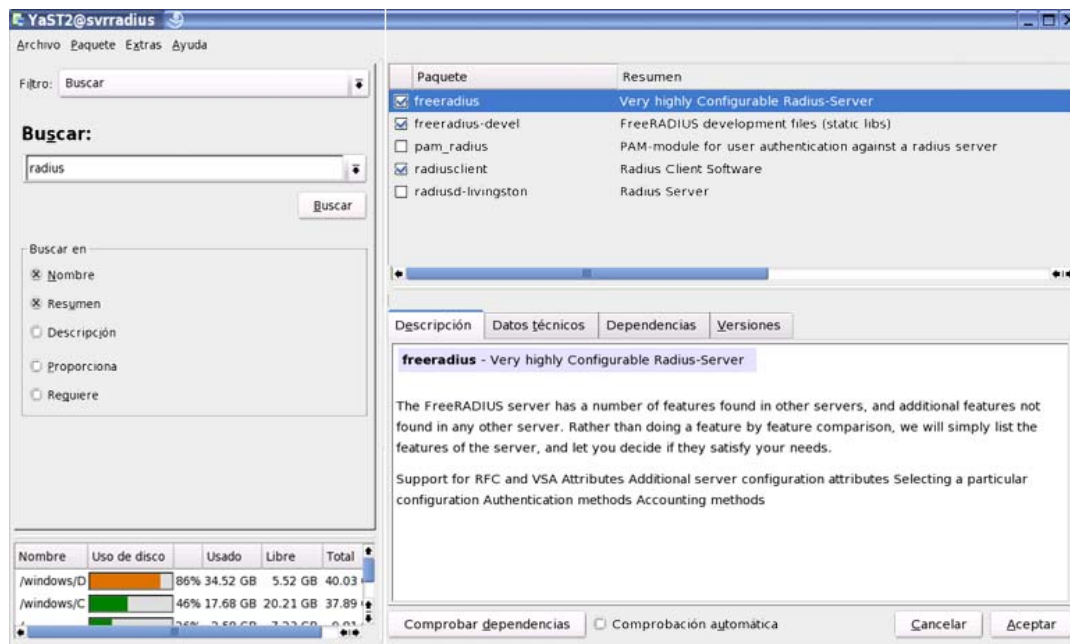 YaST2@svrradius
Archivo Paquete Extras Ayuda
Filtro: Buscar
Buscar:
radius
Buscar
Buscar en
Nombre
Resumen
Descripción
Proporciona
Requiere
Nombre Uso de disco Usado Libre Total
/windows/D 86% 34.52 GB 5.52 GB 40.03
/windows/C 46% 17.68 GB 20.21 GB 37.89
Paquete Resumen
freeradius Very highly Configurable Radius-Server
freeradius-devel FreeRADIUS development files (static libs)
pam_radius PAM-module for user authentication against a radius server
radiusclient Radius Client Software
radiusd-livingston Radius Server
Descripción Datos técnicos Dependencias Versiones
freeradius - Very highly Configurable Radius-Server
The FreeRADIUS server has a number of features found in other servers, and additional features not
found in any other server. Rather than doing a feature by feature comparison, we will simply list the
features of the server, and let you decide if they satisfy your needs.
Support for RFC and VSA Attributes Additional server configuration attributes Selecting a particular
configuration Authentication methods Accounting methods
Comprobar dependencias Comprobación automática Cancelar Aceptar